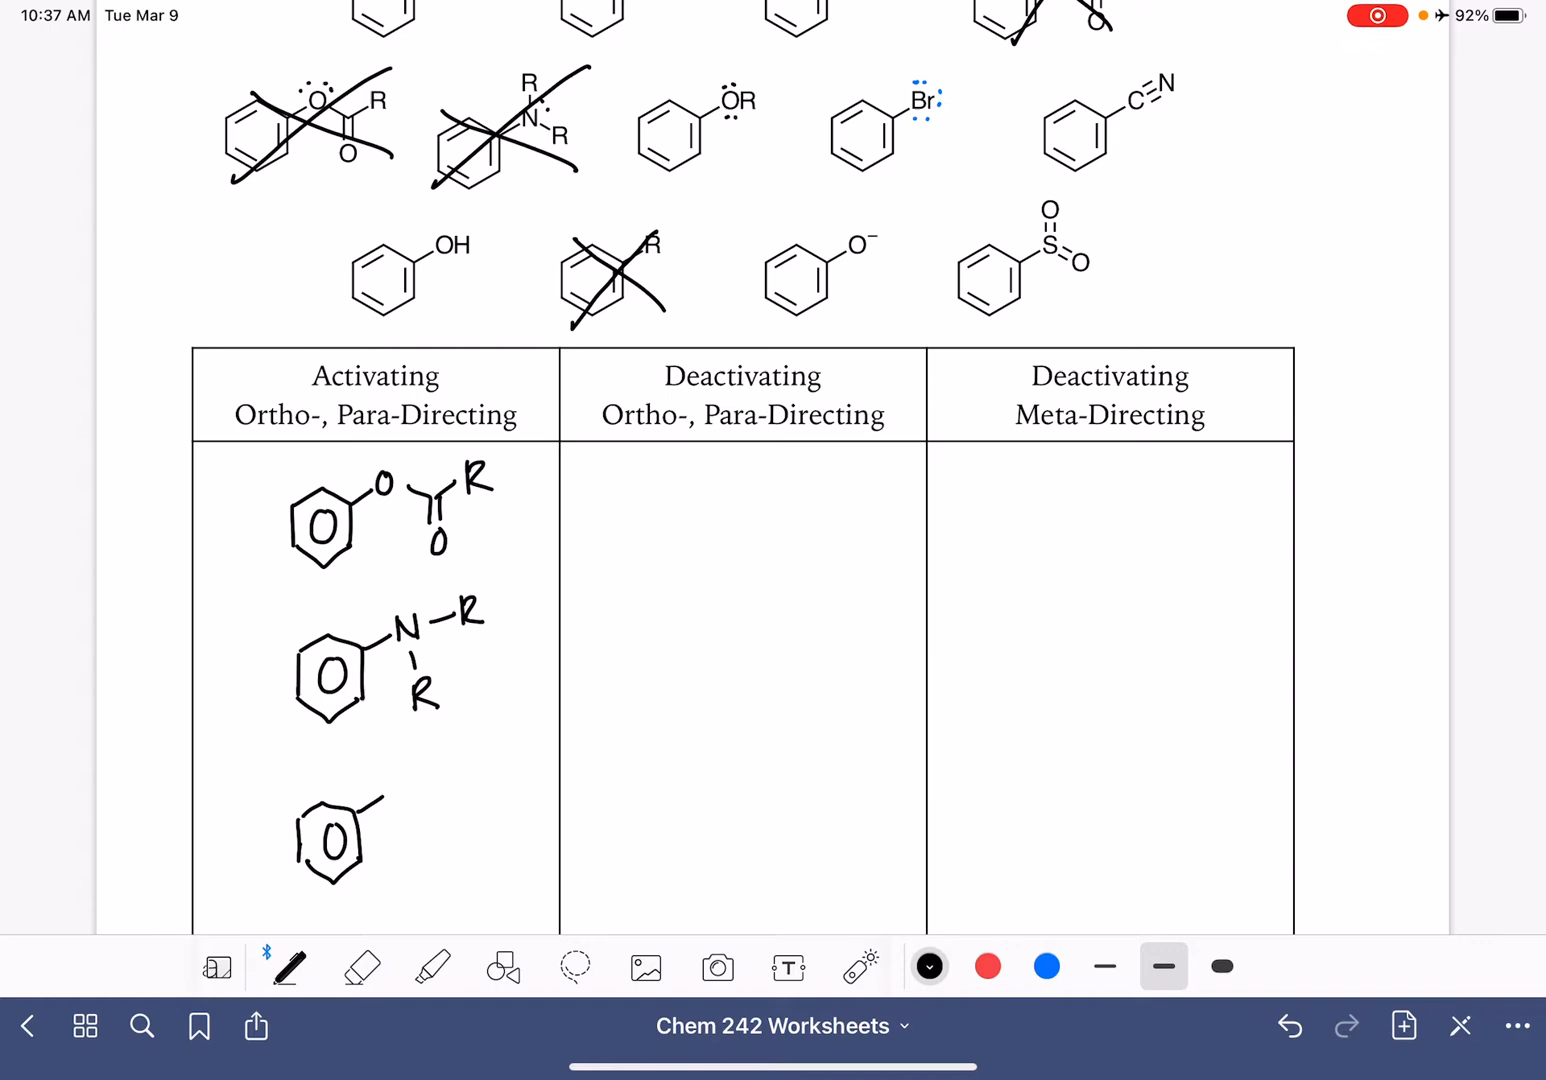 10:37 AM Tue Mar 9
92%
O
O R O
R N R
OR
Br
C N
OH
R
O−
O S O
Activating
Ortho-, Para-Directing
Deactivating
Ortho-, Para-Directing
Deactivating
Meta-Directing
O R
O
N R
R
T
Chem 242 Worksheets